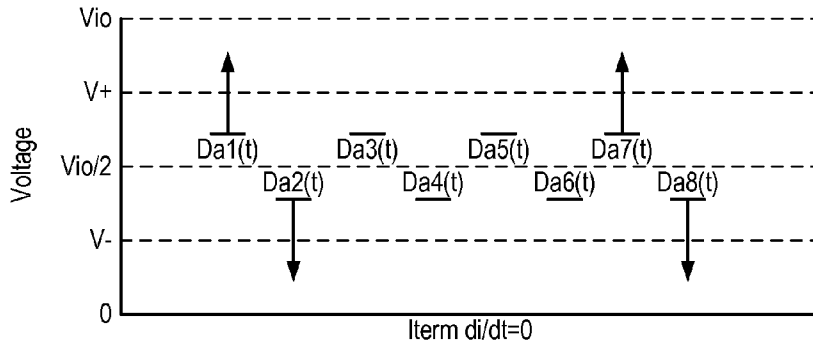 Vio
V+
Da1(t) Da3(t) Da5(t) Da7(t)
Vio/2
Da2(t) Da4(t) Da6(t) Da8(t)
V-
0
Voltage
Iterm di/dt=0